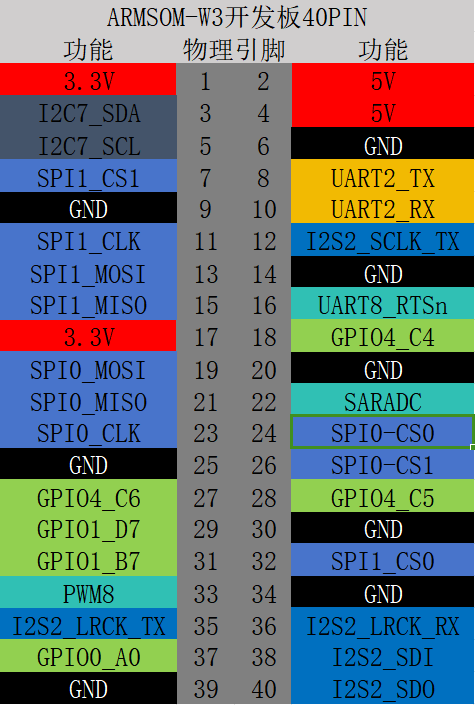 ARMSOM-W3开发板40PIN
功能 物理引脚 功能
3.3V 1 2 5V
I2C7_SDA 3 4 5V
I2C7_SCL 5 6 GND
SPI1_CS1 7 8 UART2_TX
GND 9 10 UART2_RX
SPI1_CLK 11 12 I2S2_SCLK_TX
SPI1_MOSI 13 14 GND
SPI1_MISO 15 16 UART8_RTSn
3.3V 17 18 GPIO4_C4
SPI0_MOSI 19 20 GND
SPI0_MISO 21 22 SARADC
SPI0_CLK 23 24 SPI0-CS0
GND 25 26 SPI0-CS1
GPIO4_C6 27 28 GPIO4_C5
GPIO1_D7 29 30 GND
GPIO1_B7 31 32 SPI1_CS0
PWM8 33 34 GND
I2S2_LRCK_TX 35 36 I2S2_LRCK_RX
GPIO0_A0 37 38 I2S2_SDI
GND 39 40 I2S2_SDO